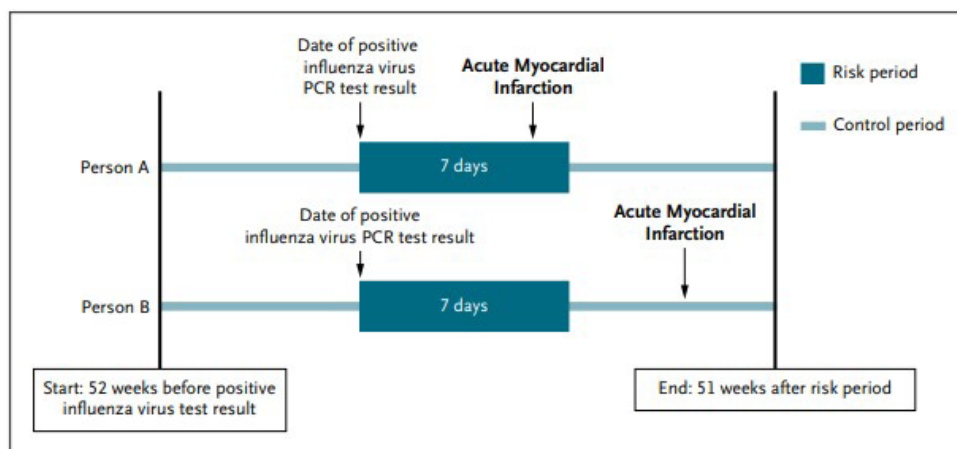 Date of positive
influenza virus
PCR test result
Acute Myocardial
Infarction
Risk period
Control period
Person A
7 days
Date of positive
influenza virus PCR test result
Acute Myocardial
Infarction
Person B
7 days
Start: 52 weeks before positive
influenza virus test result
End: 51 weeks after risk period